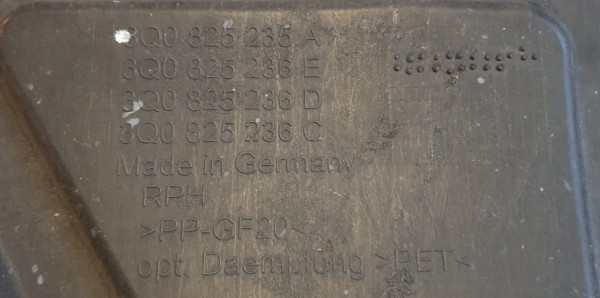 3Q0 825 235 A
3Q0 825 236 E
3Q0 825 236 D
3Q0 825 236 C
Made in Germany
RPH
>PP-GF20<
opt. Daemmung >PET<